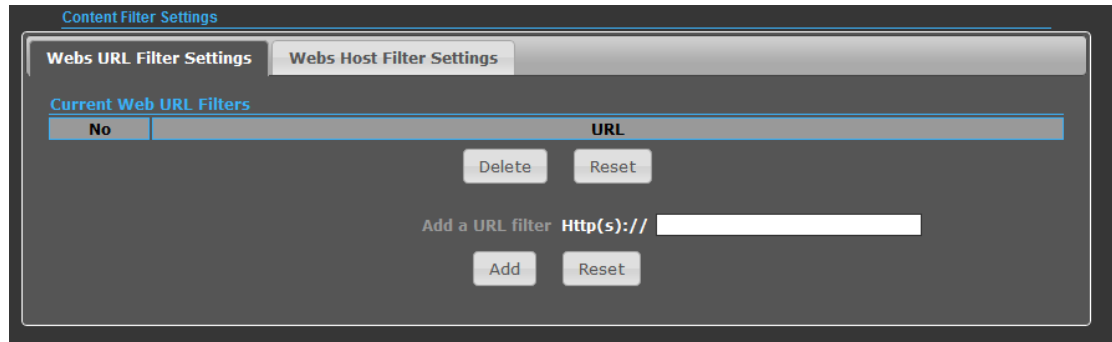 Content Filter Settings
Webs URL Filter Settings Webs Host Filter Settings
Current Web URL Filters
No URL
Delete Reset
Add a URL filter Http(s)://
Add Reset